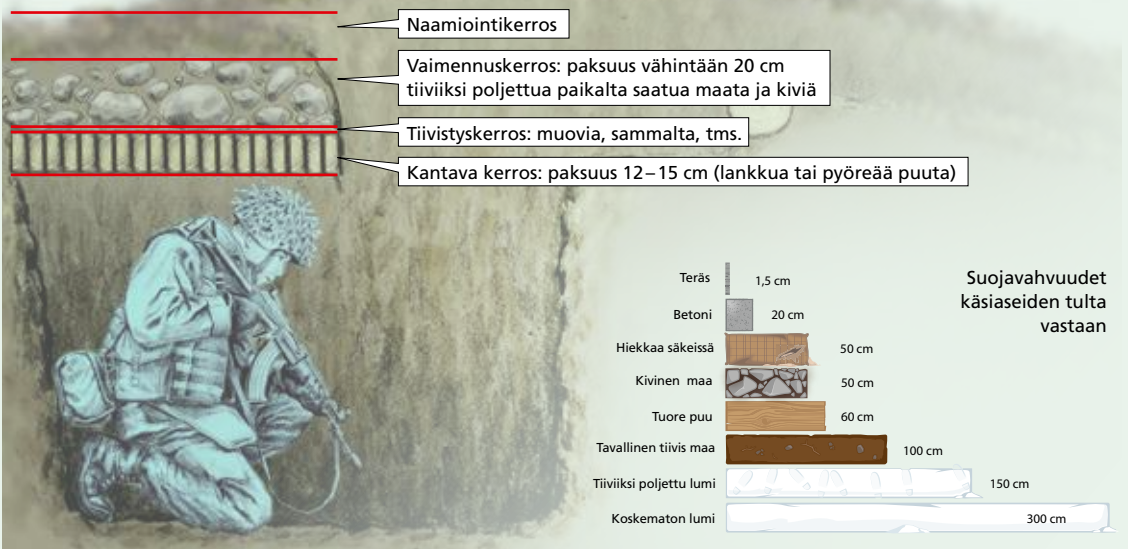 Naamiointikerros
Vaimennuskerros: paksuus vähintään 20 cm
tiiviiksi poljettua paikalta saatua maata ja kiviä
Tiivistyskerros: muovia, sammalta, tms.
Kantava kerros: paksuus 12–15 cm (lankkua tai pyöreää puuta)
Suojavahvuudet
käsiaseiden tulta
vastaan
Teräs 1,5 cm
Betoni 20 cm
Hiekkaa säkeissä 50 cm
Kivinen maa 50 cm
Tuore puu 60 cm
Tavallinen tiivis maa 100 cm
Tiiviiksi poljettu lumi 150 cm
Koskematon lumi 300 cm